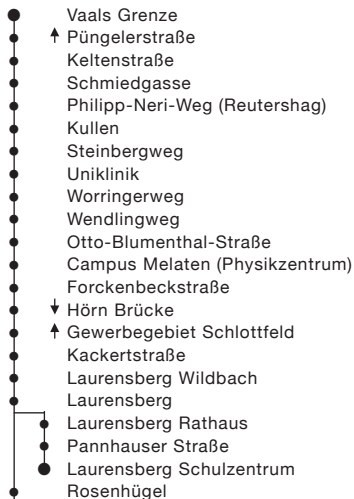 Vaals Grenze
Püngelerstraße
Keltenstraße
Schmiedgasse
Philipp-Neri-Weg (Reutershag)
Kullen
Steinbergweg
Uniklinik
Worringerweg
Wendlingweg
Otto-Blumenthal-Straße
Campus Melaten (Physikzentrum)
Forckenbeckstraße
Hörn Brücke
Gewerbegebiet Schlottfeld
Kackertstraße
Laurensberg Wildbach
Laurensberg
Laurensberg Rathaus
Pannhauser Straße
Laurensberg Schulzentrum
Rosenhügel